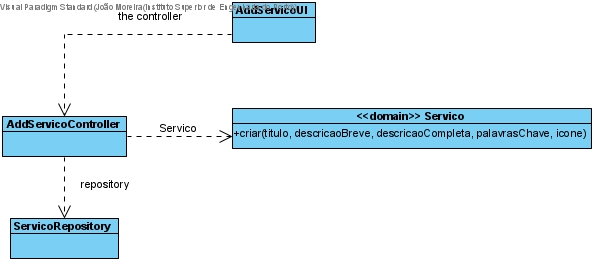 Visual Paradigm Standard (João Moreira(Instituto Superior de Engenharia do Porto))
the controller
AddServicoUI
AddServicoController
Servico
<<domain>> Servico
+criar(titulo, descricaoBreve, descricaoCompleta, palavrasChave, icone)
repository
ServicoRepository